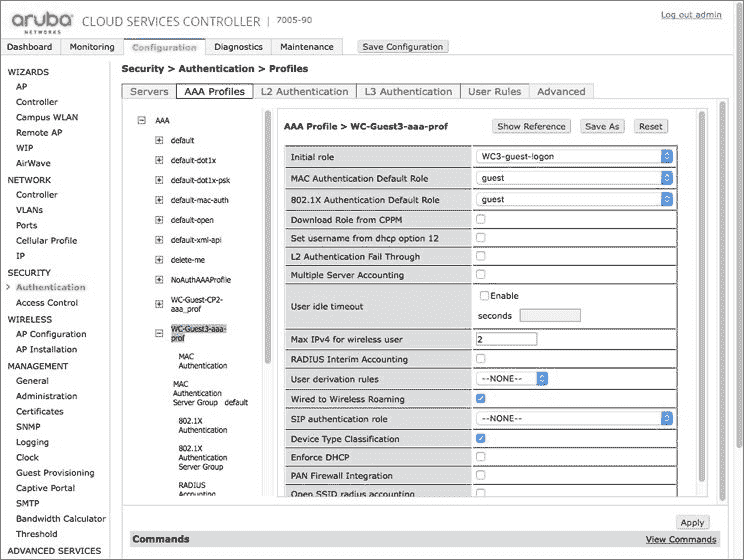 aruba NETWORKS CLOUD SERVICES CONTROLLER | 7005-90
Log out admin
Dashboard Monitoring Configuration Diagnostics Maintenance Save Configuration
WIZARDS
AP
Controller
Campus WLAN
Remote AP
WIP
AirWave
NETWORK
Controller
VLANs
Ports
Cellular Profile
IP
SECURITY
> Authentication
Access Control
WIRELESS
AP Configuration
AP Installation
MANAGEMENT
General
Administration
Certificates
SNMP
Logging
Clock
Guest Provisioning
Captive Portal
SMTP
Bandwidth Calculator
Threshold
ADVANCED SERVICES
Security > Authentication > Profiles
Servers AAA Profiles L2 Authentication L3 Authentication User Rules Advanced
AAA
default
default-dot1x
default-dot1x-psk
default-mac-auth
default-open
default-xml-api
delete-me
NoAuthAAAProfile
WC-Guest-CP2-
aaa_prof
WC-Guest3-aaa-
prof
MAC
Authentication
MAC
Authentication
Server Group default
802.1X
Authentication
802.1X
Authentication
Server Group
RADIUS
Accounting
AAA Profile > WC-Guest3-aaa-prof Show Reference Save As Reset
Initial role WC3-guest-logon
MAC Authentication Default Role guest
802.1X Authentication Default Role guest
Download Role from CPPM
Set username from dhcp option 12
L2 Authentication Fail Through
Multiple Server Accounting
User idle timeout Enable
seconds
Max IPv4 for wireless user 2
RADIUS Interim Accounting
User derivation rules --NONE--
Wired to Wireless Roaming
SIP authentication role --NONE--
Device Type Classification
Enforce DHCP
PAN Firewall Integration
Open SSID radius accounting
Apply
Commands View Commands